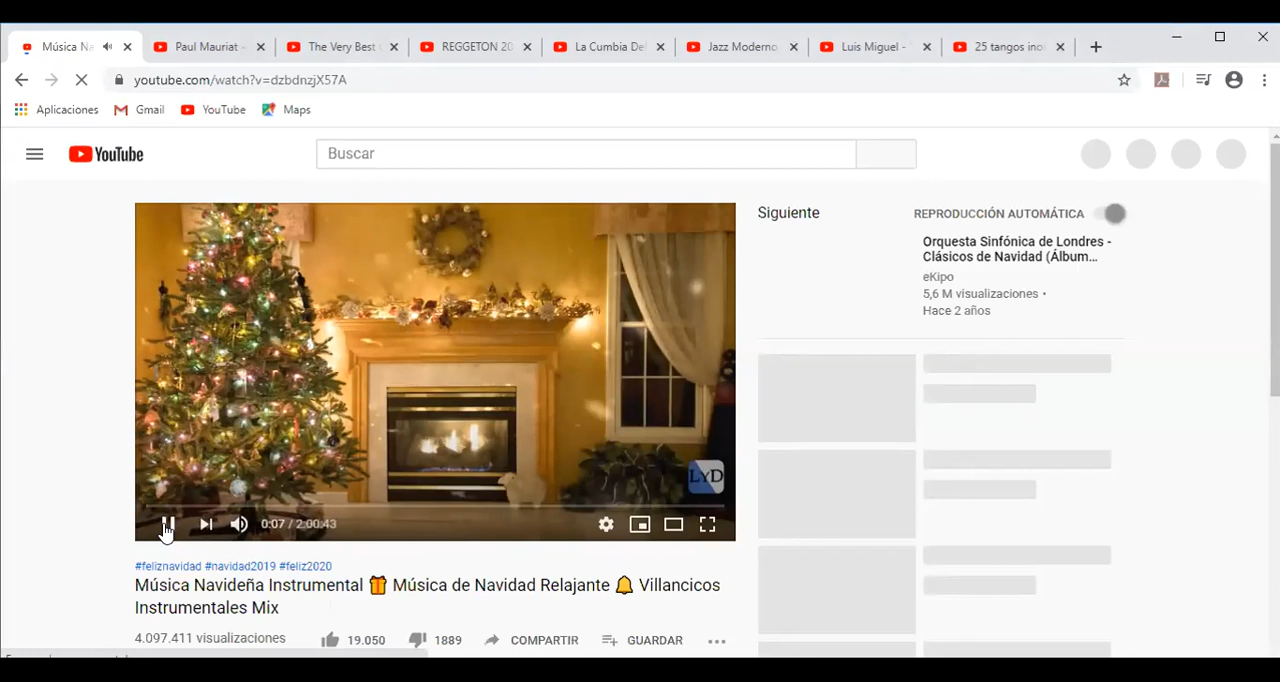 Música Na
Paul Mauriat -
The Very Best
REGGETON 20
La Cumbia De
Jazz Moderno
Luis Miguel -
25 tangos ino
youtube.com/watch?v=dzbdnzjX57A
Aplicaciones
Gmail
YouTube
Maps
YouTube
Buscar
Siguiente
REPRODUCCIÓN AUTOMÁTICA
Orquesta Sinfónica de Londres -
Clásicos de Navidad (Álbum...
eKipo
5,6 M visualizaciones •
Hace 2 años
LYD
0:07 / 2:00:43
#feliznavidad #navidad2019 #feliz2020
Música Navideña Instrumental 🎁 Música de Navidad Relajante 🔔 Villancicos
Instrumentales Mix
4.097.411 visualizaciones
19.050
1889
COMPARTIR
GUARDAR